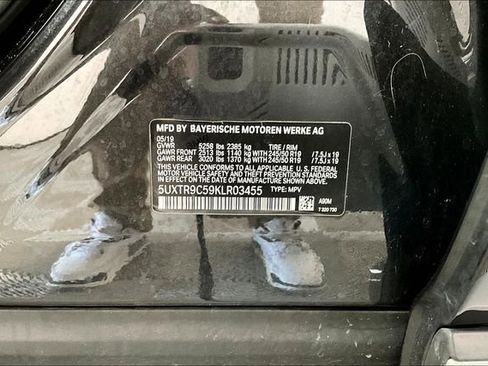 MFD BY BAYERISCHE MOTOREN WERKE AG
05/19
GVWR 5258 lbs 2385 kg TIRE / RIM
GAWR FRONT 2513 lbs 1140 kg WITH 245/50 R19 / 7.5J x 19
GAWR REAR 3020 lbs 1370 kg WITH 245/50 R19 / 7.5J x 19
THIS VEHICLE CONFORMS TO ALL APPLICABLE U.S. FEDERAL
MOTOR VEHICLE SAFETY AND THEFT PREVENTION STANDARDS
IN EFFECT ON THE DATE OF MANUFACTURE SHOWN ABOVE.
5UXTR9C59KLR03455 TYPE: MPV
A90M
7 320 730